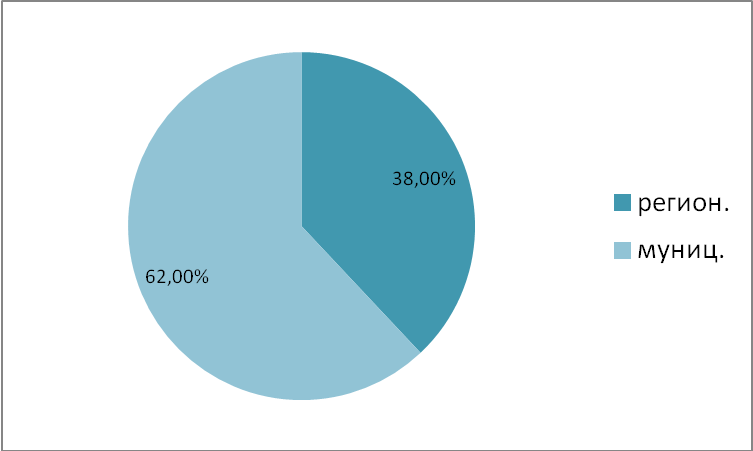 38,00%
62,00%
регион.
муниц.